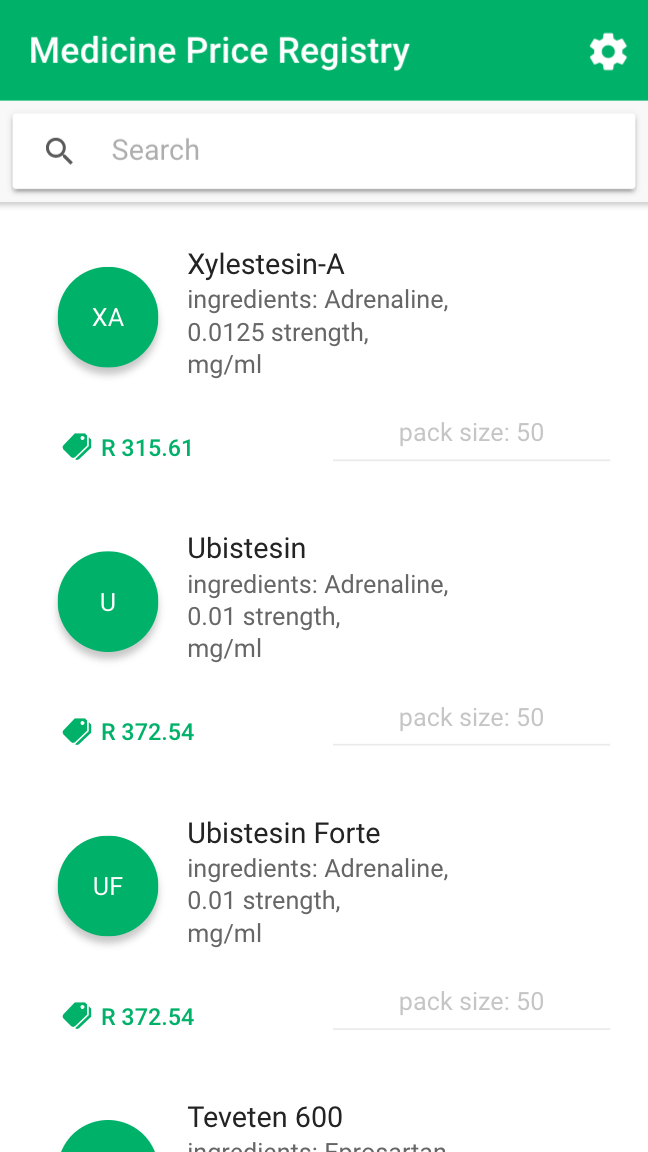 Medicine Price Registry
Search
Xylestesin-A
XA
ingredients: Adrenaline,
0.0125 strength,
mg/ml
R 315.61
pack size: 50
Ubistesin
U
ingredients: Adrenaline,
0.01 strength,
mg/ml
R 372.54
pack size: 50
Ubistesin Forte
UF
ingredients: Adrenaline,
0.01 strength,
mg/ml
R 372.54
pack size: 50
Teveten 600
ingredients: Eprosartan